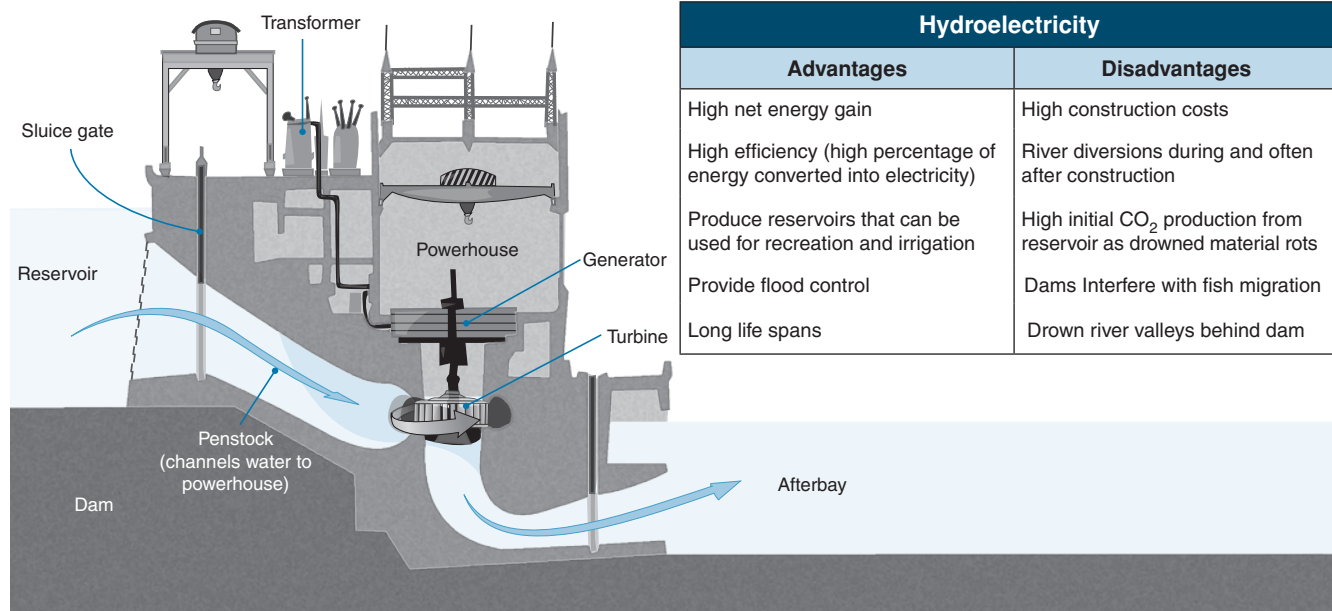 Transformer
Sluice gate
Reservoir
Powerhouse
Generator
Turbine
Penstock
(channels water to
powerhouse)
Dam
Afterbay
Hydroelectricity
Advantages
Disadvantages
High net energy gain
High construction costs
High efficiency (high percentage of
energy converted into electricity)
River diversions during and often
after construction
Produce reservoirs that can be
used for recreation and irrigation
High initial CO₂ production from
reservoir as drowned material rots
Provide flood control
Dams Interfere with fish migration
Long life spans
Drown river valleys behind dam